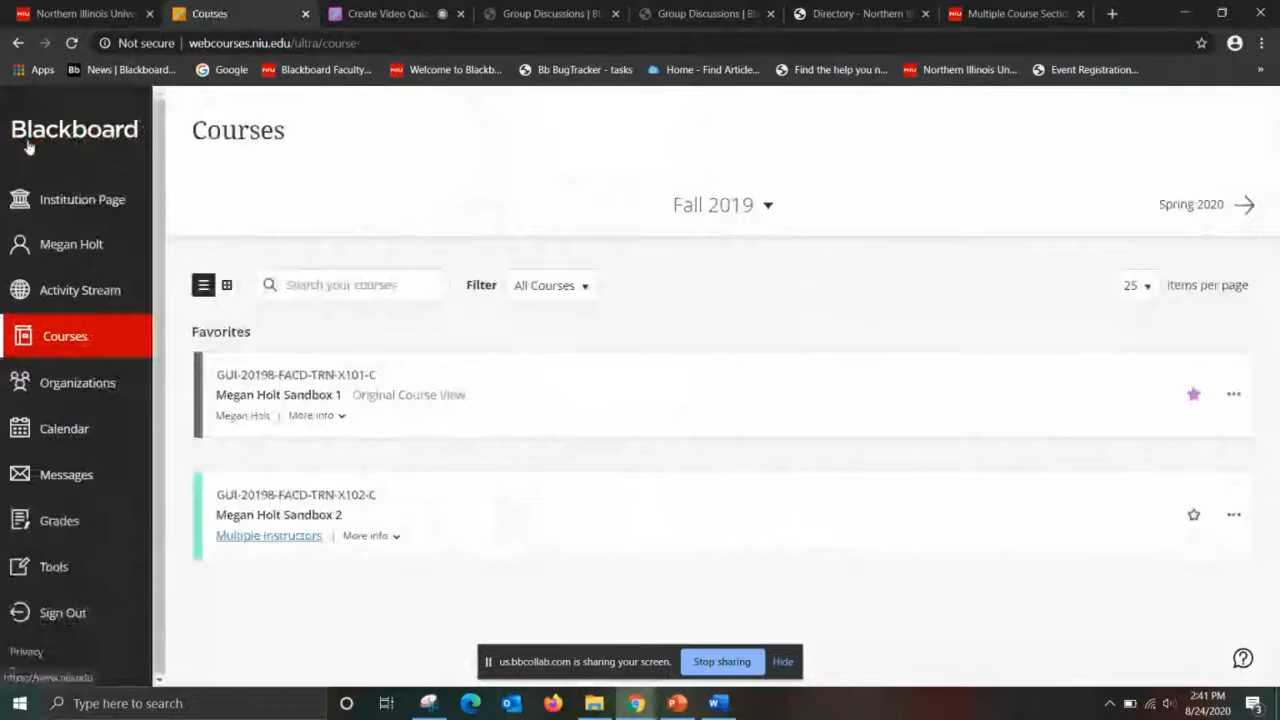 Northern Illinois Unive
Courses
Create Video Quiz
Group Discussions | Bl
Group Discussions | Bl
Directory - Northern Il
Multiple Course Sectio
Not secure | webcourses.niu.edu/ultra/course
Apps
News | Blackboard...
Google
Blackboard Faculty...
Welcome to Blackb...
Bb BugTracker - tasks
Home - Find Article...
Find the help you n...
Northern Illinois Un...
Event Registration...
»
Blackboard
Institution Page
Megan Holt
Activity Stream
Courses
Organizations
Calendar
Messages
Grades
Tools
Sign Out
Privacy
Courses
Fall 2019
Spring 2020
Search your courses
Filter
All Courses
25
items per page
Favorites
GUI-20198-FACD-TRN-X101-C
Megan Holt Sandbox 1 Original Course View
Megan Holt | More info
GUI-20198-FACD-TRN-X102-C
Megan Holt Sandbox 2
Multiple Instructors | More info
us.bbcollab.com is sharing your screen.
Stop sharing
Hide
Type here to search
2:41 PM
8/24/2020
3